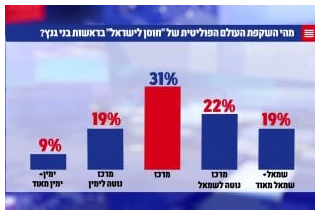 מהי השקפת העולם הפוליטית של "חוסן לישראל" בראשות בני גנץ?
19%
22%
31%
19%
9%
שמאל+
שמאל מאוד
מרכז
נוטה לשמאל
מרכז
מרכז
נוטה לימין
ימין+
ימין מאוד